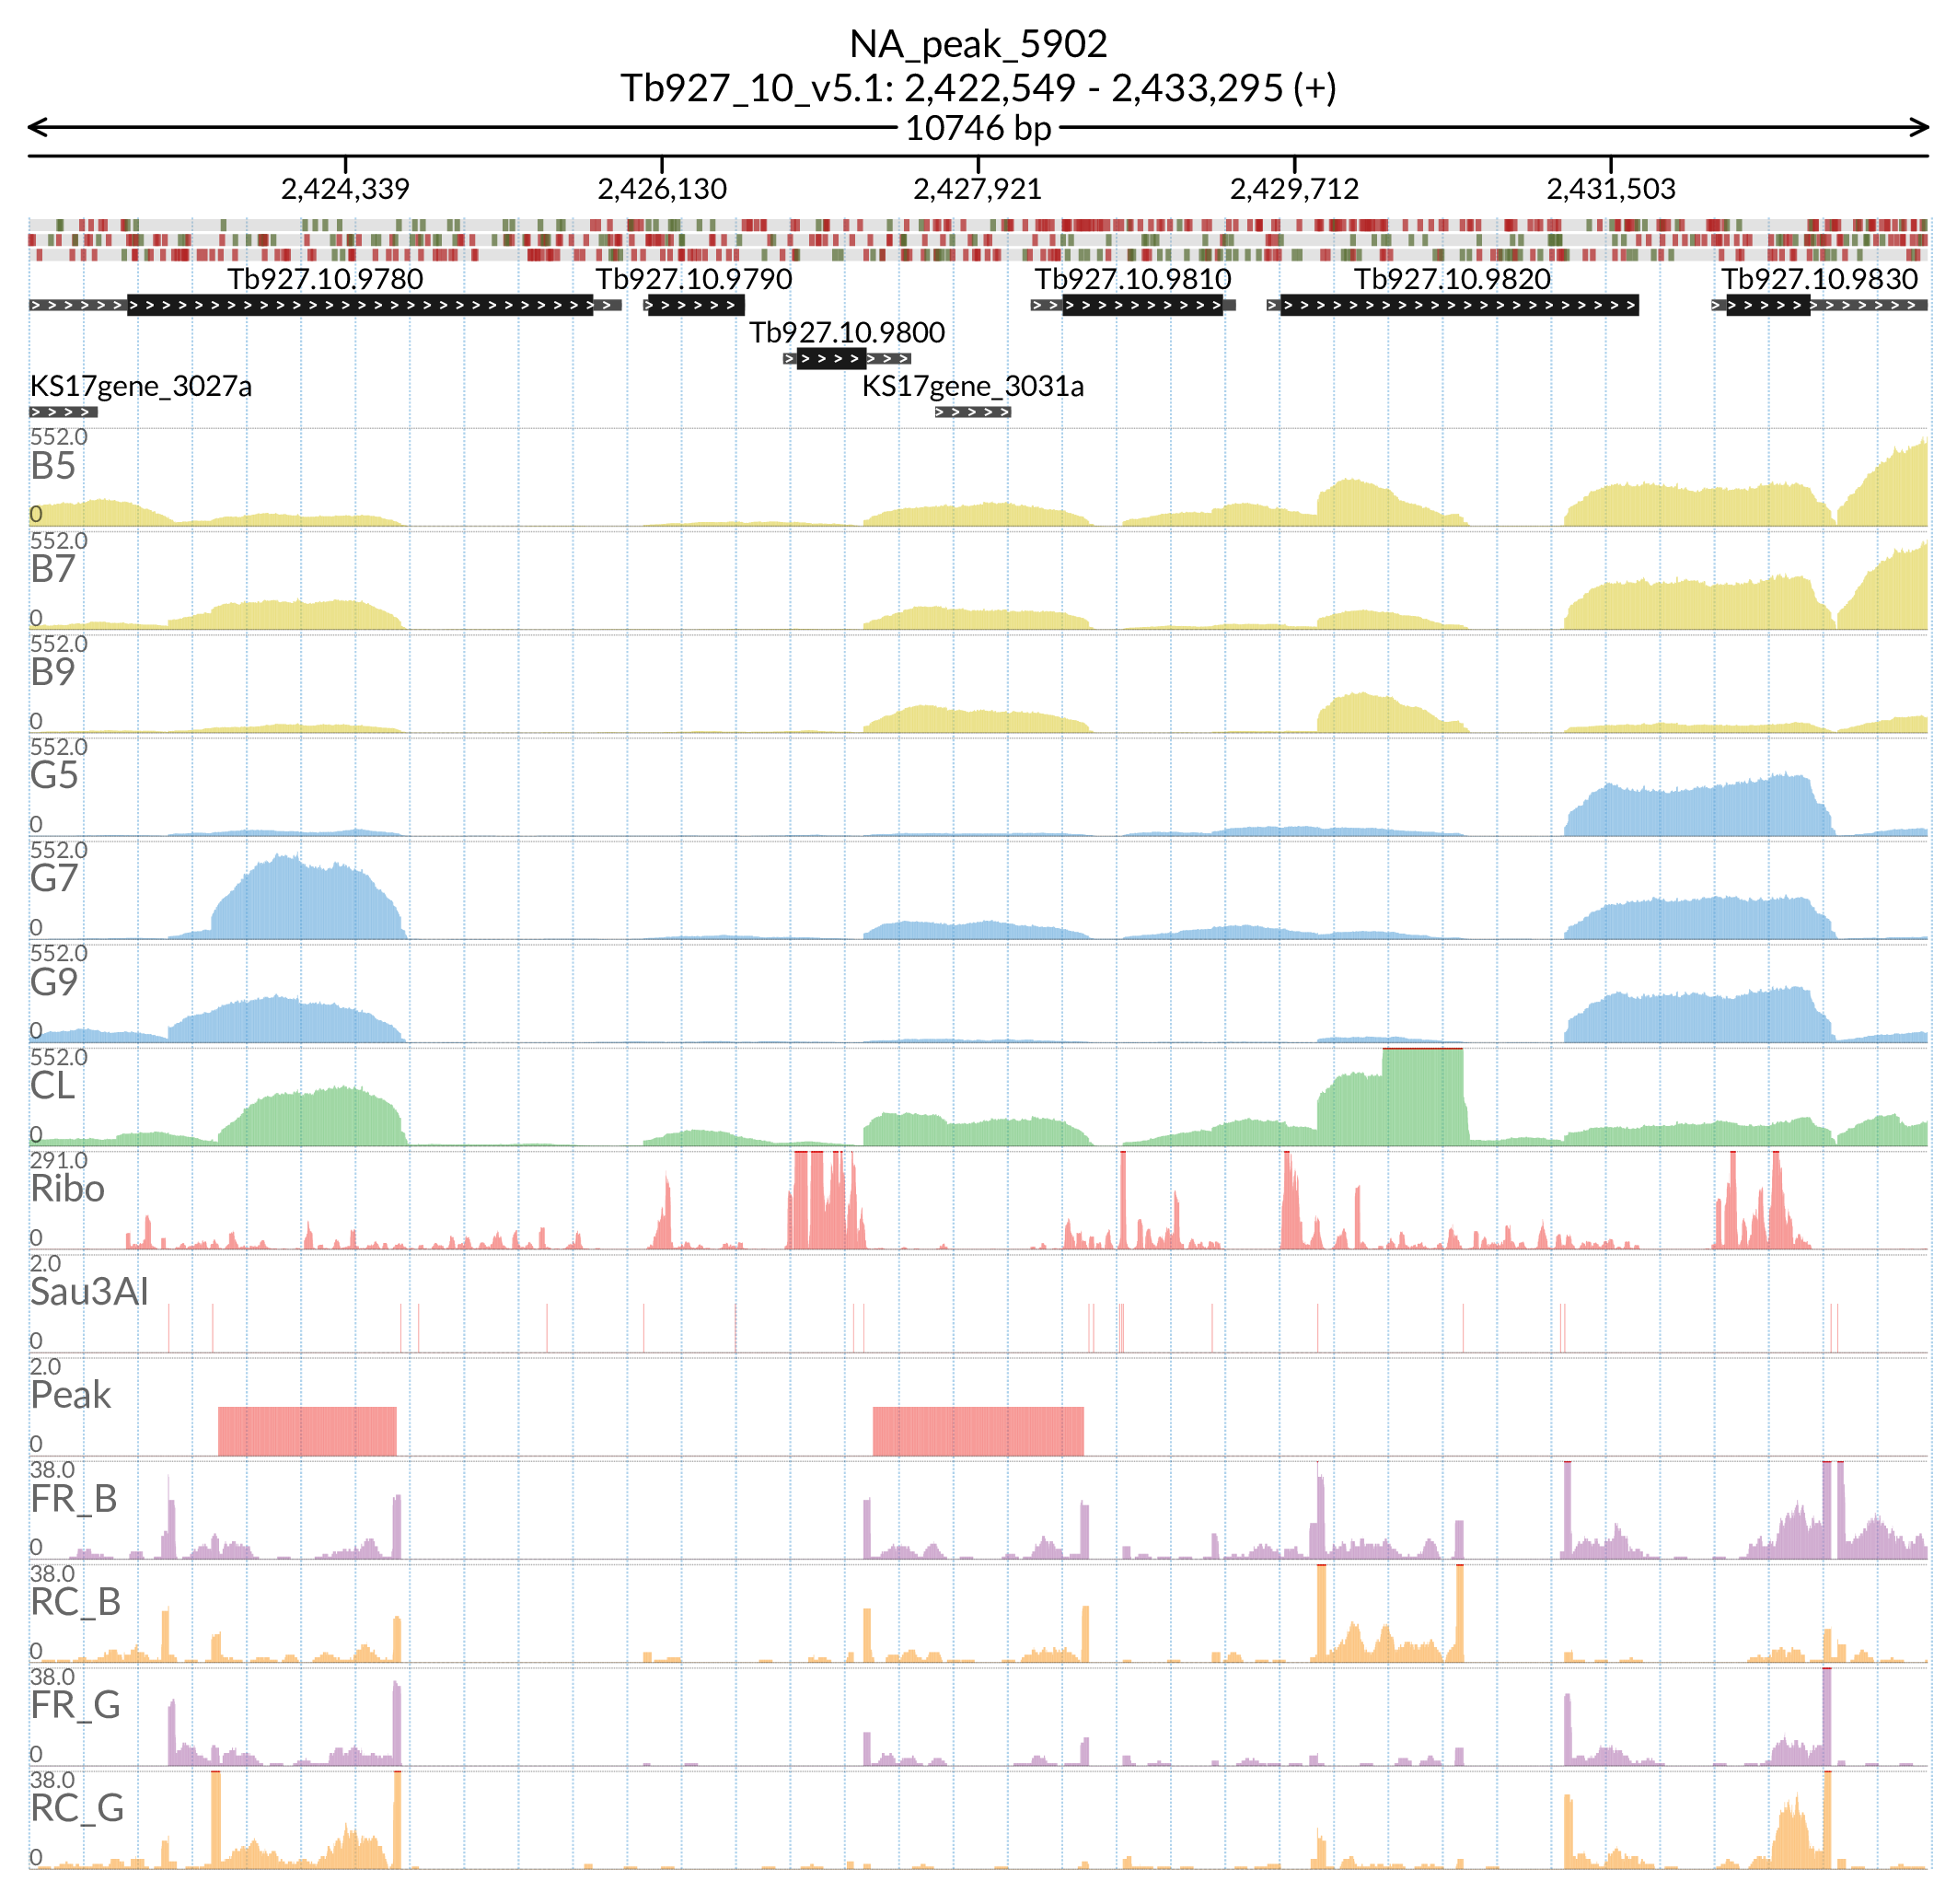 NA_peak_5902
Tb927_10_v5.1: 2,422,549 - 2,433,295 (+)
10746 bp
2,424,339 2,426,130 2,427,921 2,429,712 2,431,503
Tb927.10.9780 Tb927.10.9790 Tb927.10.9810 Tb927.10.9820 Tb927.10.9830
Tb927.10.9800
KS17gene_3027a KS17gene_3031a
552.0
B5
0
552.0
B7
0
552.0
B9
0
552.0
G5
0
552.0
G7
0
552.0
G9
0
552.0
CL
0
291.0
Ribo
0
2.0
Sau3AI
0
2.0
Peak
0
38.0
FR_B
0
38.0
RC_B
0
38.0
FR_G
0
38.0
RC_G
0